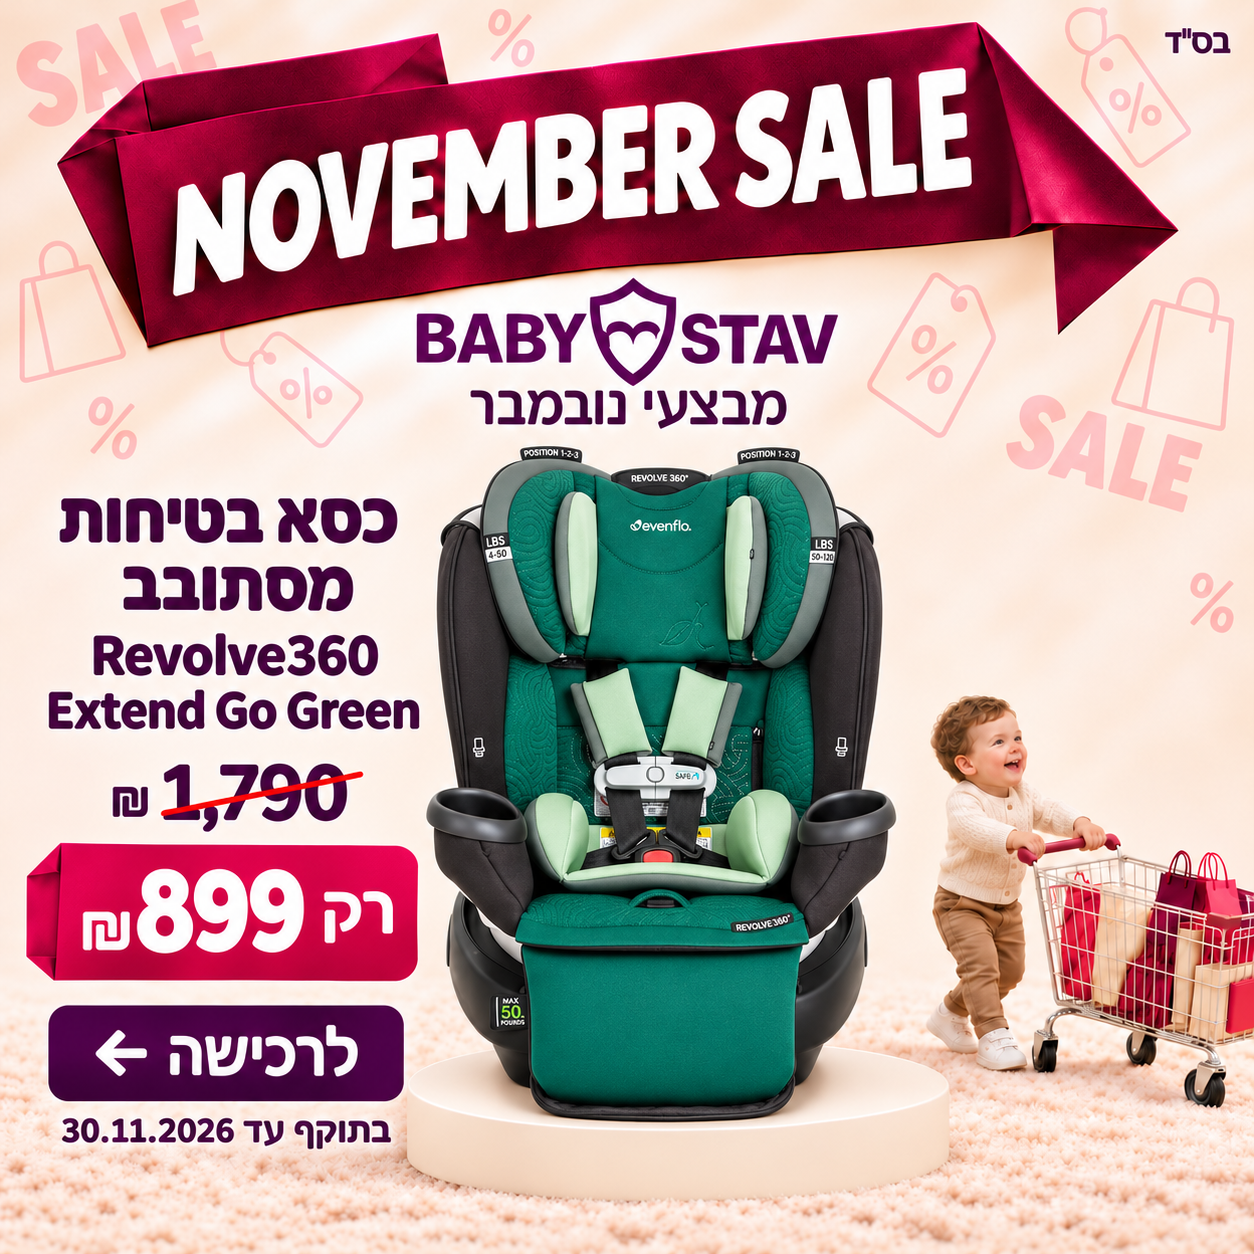 בס"ד
SALE
NOVEMBER SALE
BABY STAV
מבצעי נובמבר
SALE
כסא בטיחות
מסתובב
Revolve360
Extend Go Green
1,790 ₪
רק 899₪
לרכישה ←
בתוקף עד 30.11.2026
POSITION 1-2-3
POSITION 1-2-3
REVOLVE 360°
evenflo.
LBS
4-50
LBS
50-120
SAFE
REVOLVE 360°
MAX
50.
POUNDS